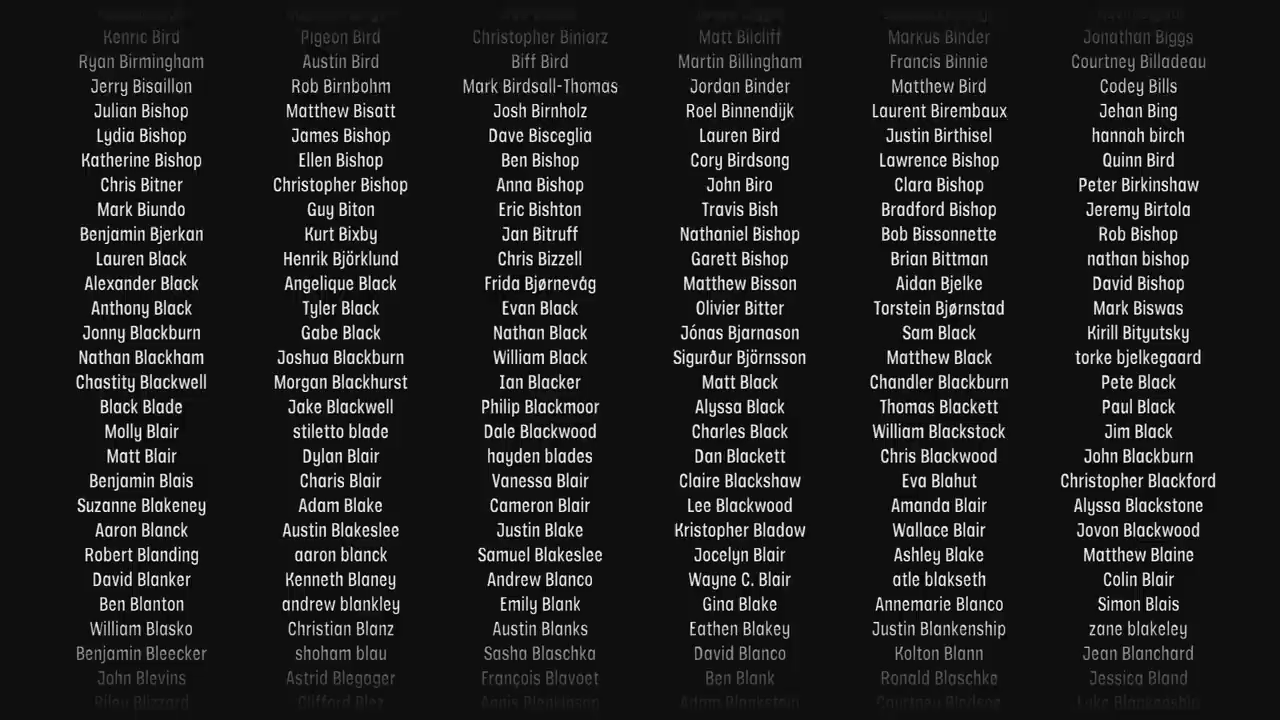 Kenric Bird Pigeon Bird Christopher Biniarz Matt Bilcliff Markus Binder Jonathan Biggs
Ryan Birmingham Austin Bird Biff Bird Martin Billingham Francis Binnie Courtney Billadeau
Jerry Bisaillon Rob Birnbohm Mark Birdsall-Thomas Jordan Binder Matthew Bird Codey Bills
Julian Bishop Matthew Bisatt Josh Birnholz Roel Binnendijk Laurent Birembaux Jehan Bing
Lydia Bishop James Bishop Dave Bisceglia Lauren Bird Justin Birthisel hannah birch
Katherine Bishop Ellen Bishop Ben Bishop Cory Birdsong Lawrence Bishop Quinn Bird
Chris Bitner Christopher Bishop Anna Bishop John Biro Clara Bishop Peter Birkinshaw
Mark Biundo Guy Biton Eric Bishton Travis Bish Bradford Bishop Jeremy Birtola
Benjamin Bjerkan Kurt Bixby Jan Bitruff Nathaniel Bishop Bob Bissonnette Rob Bishop
Lauren Black Henrik Björklund Chris Bizzell Garett Bishop Brian Bittman nathan bishop
Alexander Black Angelique Black Frida Bjørnevåg Matthew Bisson Aidan Bjelke David Bishop
Anthony Black Tyler Black Evan Black Olivier Bitter Torstein Bjørnstad Mark Biswas
Jonny Blackburn Gabe Black Nathan Black Jónas Bjarnason Sam Black Kirill Bityutsky
Nathan Blackham Joshua Blackburn William Black Sigurður Björnsson Matthew Black torke bjelkegaard
Chastity Blackwell Morgan Blackhurst Ian Blacker Matt Black Chandler Blackburn Pete Black
Black Blade Jake Blackwell Philip Blackmoor Alyssa Black Thomas Blackett Paul Black
Molly Blair stiletto blade Dale Blackwood Charles Black William Blackstock Jim Black
Matt Blair Dylan Blair hayden blades Dan Blackett Chris Blackwood John Blackburn
Benjamin Blais Charis Blair Vanessa Blair Claire Blackshaw Eva Blahut Christopher Blackford
Suzanne Blakeney Adam Blake Cameron Blair Lee Blackwood Amanda Blair Alyssa Blackstone
Aaron Blanck Austin Blakeslee Justin Blake Kristopher Bladow Wallace Blair Jovon Blackwood
Robert Blanding aaron blanck Samuel Blakeslee Jocelyn Blair Ashley Blake Matthew Blaine
David Blanker Kenneth Blaney Andrew Blanco Wayne C. Blair atle blakseth Colin Blair
Ben Blanton andrew blankley Emily Blank Gina Blake Annemarie Blanco Simon Blais
William Blasko Christian Blanz Austin Blanks Eathen Blakey Justin Blankenship zane blakeley
Benjamin Bleecker shoham blau Sasha Blaschka David Blanco Kolton Blann Jean Blanchard
John Blevins Astrid Blegager François Blavoet Ben Blank Ronald Blaschke Jessica Bland
Riley Blizzard Clifford Blez Adam Blankstein Luke Blankenship